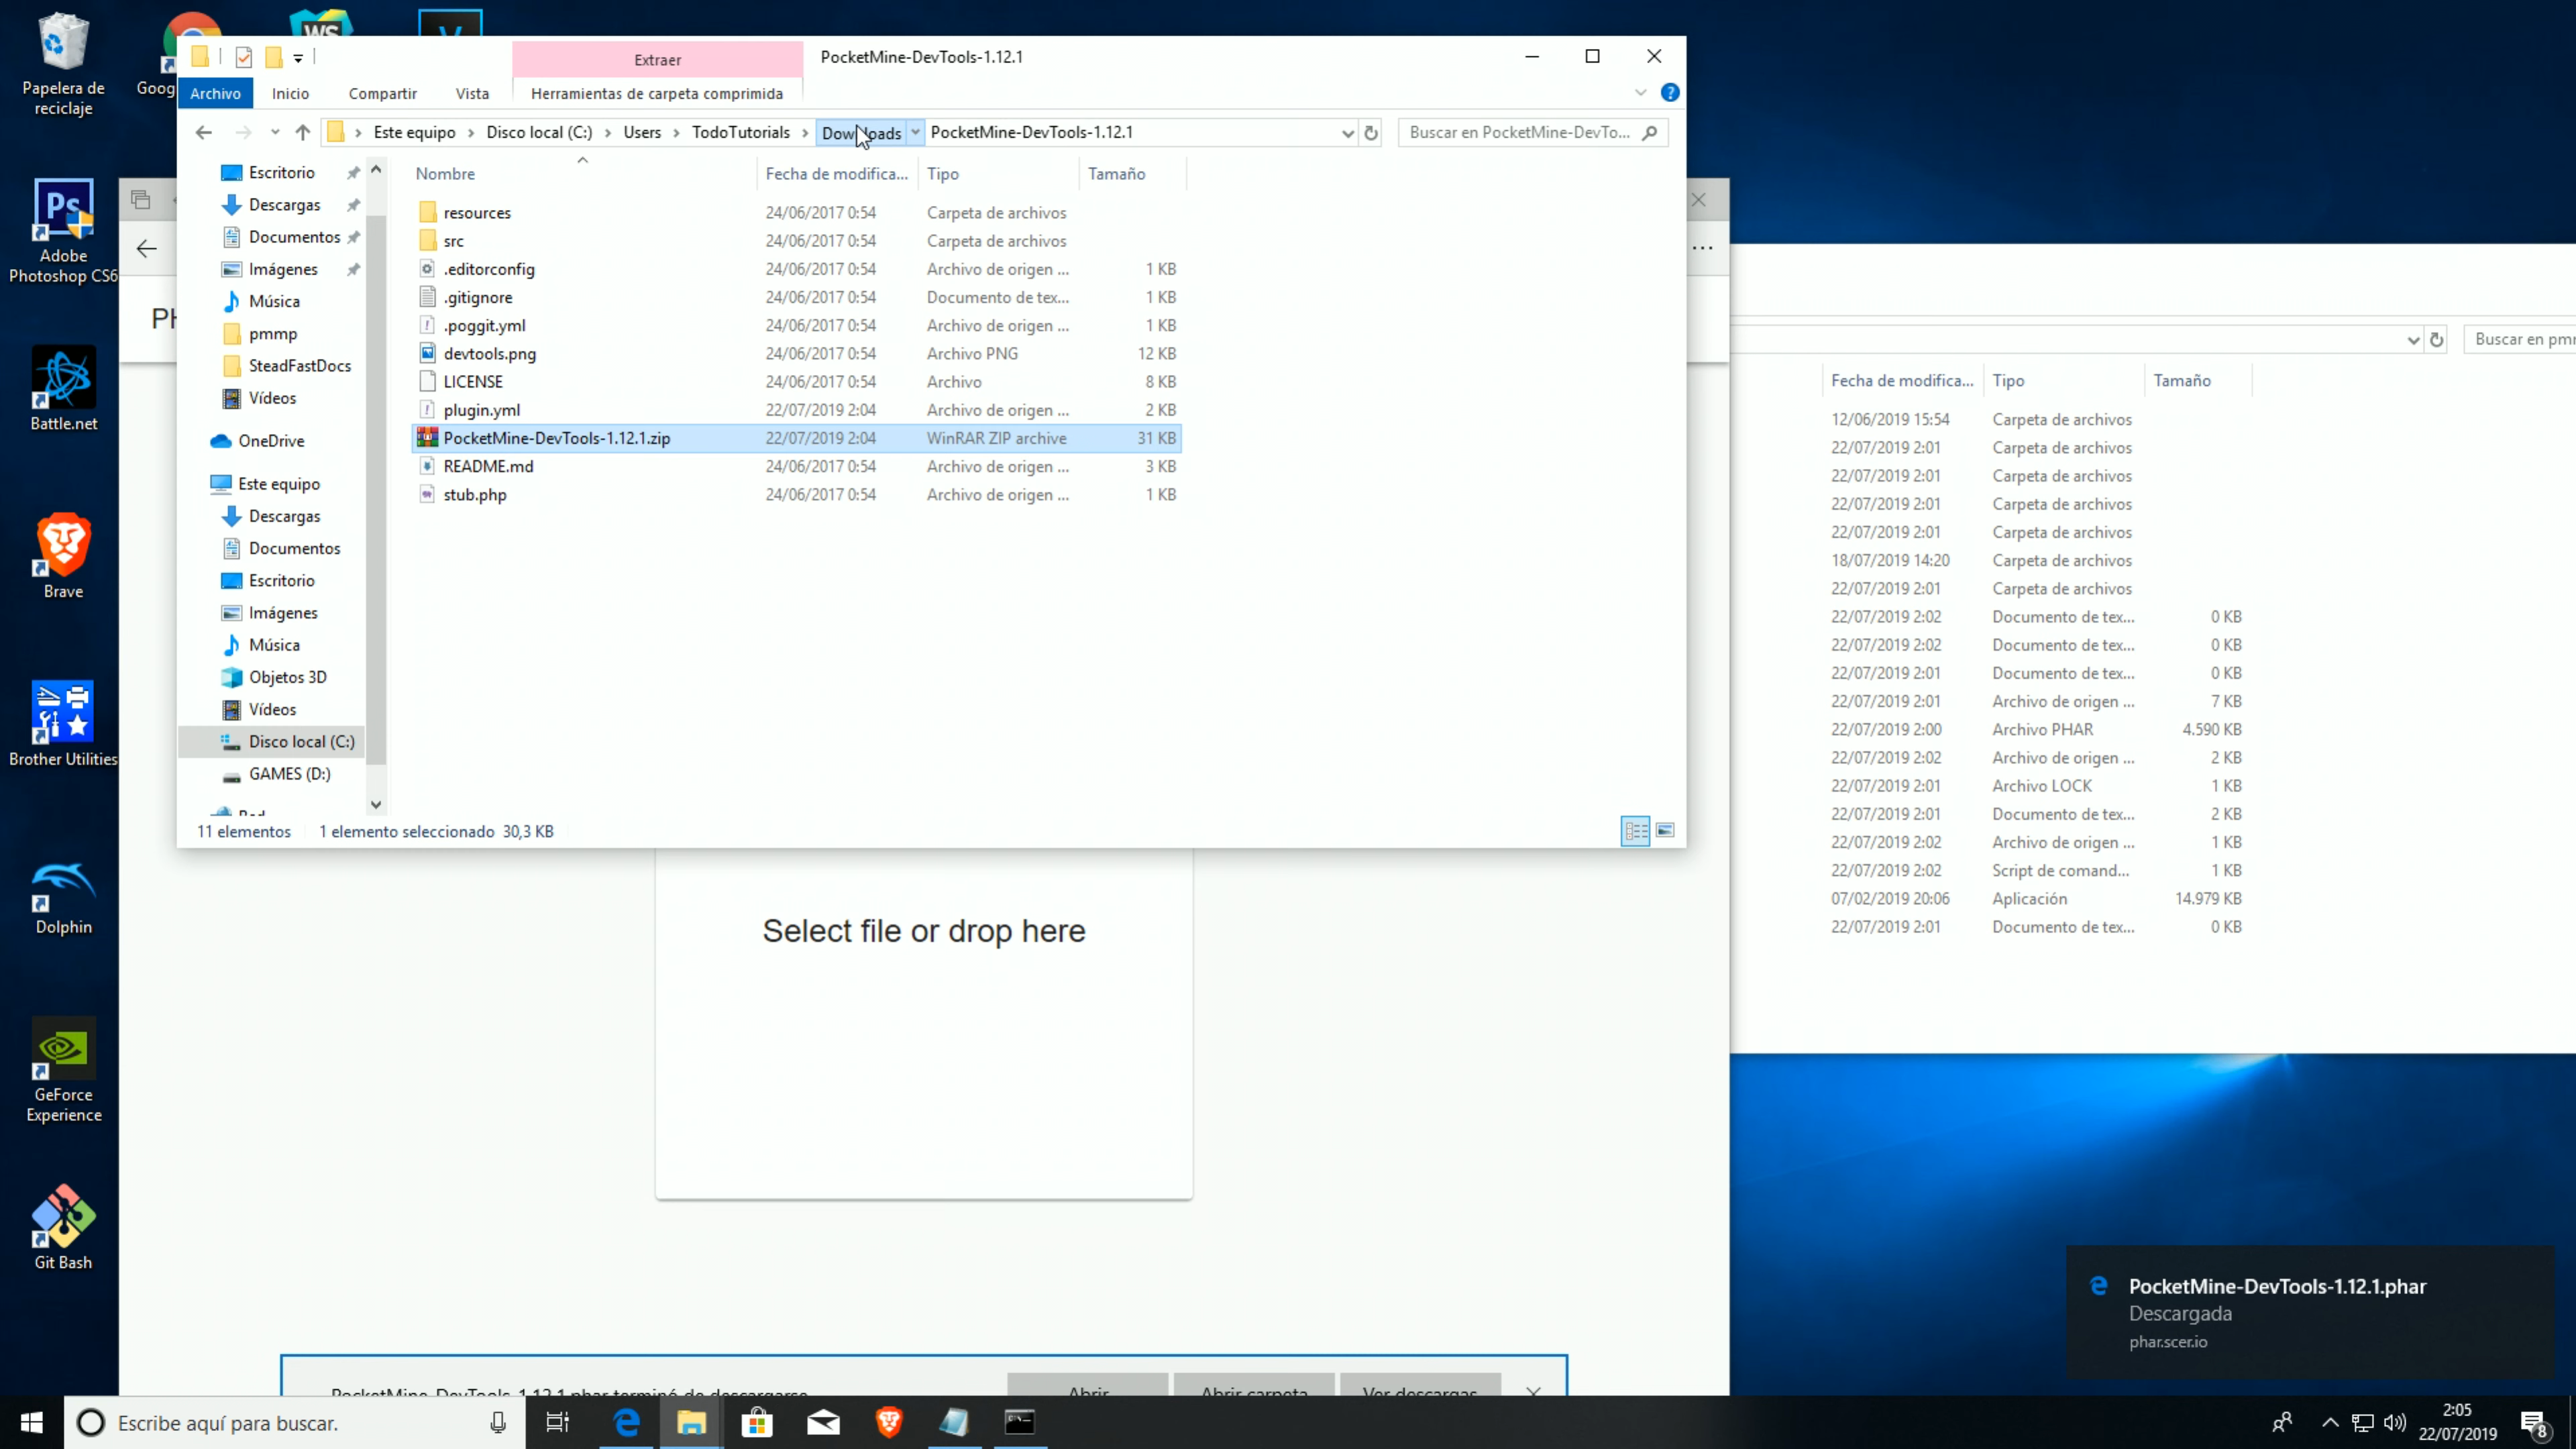 Papelera de
reciclaje
Goog
WS
Ps
Adobe
Photoshop CS6
Battle.net
Brave
Brother Utilities
Dolphin
GeForce
Experience
Git Bash
Extraer
PocketMine-DevTools-1.12.1
Archivo
Inicio
Compartir
Vista
Herramientas de carpeta comprimida
Este equipo
Disco local (C:)
Users
TodoTutorials
Downloads
PocketMine-DevTools-1.12.1
Buscar en PocketMine-DevTo...
Escritorio
Descargas
Documentos
Imágenes
Música
pmmp
SteadFastDocs
Vídeos
OneDrive
Este equipo
Descargas
Documentos
Escritorio
Imágenes
Música
Objetos 3D
Vídeos
Disco local (C:)
GAMES (D:)
Red
Nombre Fecha de modifica... Tipo Tamaño
resources 24/06/2017 0:54 Carpeta de archivos
src 24/06/2017 0:54 Carpeta de archivos
.editorconfig 24/06/2017 0:54 Archivo de origen ... 1 KB
.gitignore 24/06/2017 0:54 Documento de tex... 1 KB
.poggit.yml 24/06/2017 0:54 Archivo de origen ... 1 KB
devtools.png 24/06/2017 0:54 Archivo PNG 12 KB
LICENSE 24/06/2017 0:54 Archivo 8 KB
plugin.yml 22/07/2019 2:04 Archivo de origen ... 2 KB
PocketMine-DevTools-1.12.1.zip 22/07/2019 2:04 WinRAR ZIP archive 31 KB
README.md 24/06/2017 0:54 Archivo de origen ... 3 KB
stub.php 24/06/2017 0:54 Archivo de origen ... 1 KB
11 elementos 1 elemento seleccionado 30,3 KB
PH
Select file or drop here
PocketMine-DevTools-1.12.1.phar terminó de descargarse.
Abrir
Abrir carpeta
Ver descargas
Buscar en pmm
Fecha de modifica... Tipo Tamaño
12/06/2019 15:54 Carpeta de archivos
22/07/2019 2:01 Carpeta de archivos
22/07/2019 2:01 Carpeta de archivos
22/07/2019 2:01 Carpeta de archivos
22/07/2019 2:01 Carpeta de archivos
18/07/2019 14:20 Carpeta de archivos
22/07/2019 2:01 Carpeta de archivos
22/07/2019 2:02 Documento de tex... 0 KB
22/07/2019 2:02 Documento de tex... 0 KB
22/07/2019 2:01 Documento de tex... 0 KB
22/07/2019 2:01 Archivo de origen ... 7 KB
22/07/2019 2:00 Archivo PHAR 4.590 KB
22/07/2019 2:02 Archivo de origen ... 2 KB
22/07/2019 2:01 Archivo LOCK 1 KB
22/07/2019 2:01 Documento de tex... 2 KB
22/07/2019 2:02 Archivo de origen ... 1 KB
22/07/2019 2:02 Script de comand... 1 KB
07/02/2019 20:06 Aplicación 14.979 KB
22/07/2019 2:01 Documento de tex... 0 KB
PocketMine-DevTools-1.12.1.phar
Descargada
phar.scer.io
Escribe aquí para buscar.
2:05
22/07/2019
8